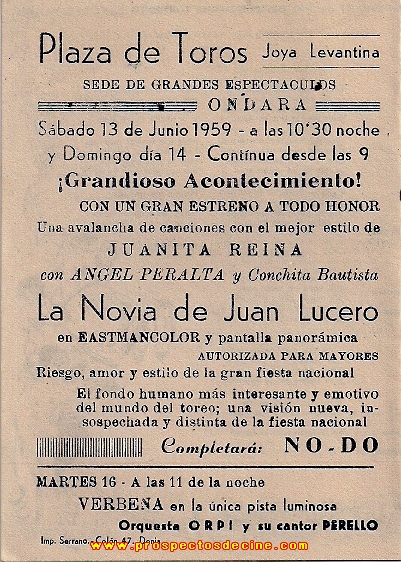 Plaza de Toros Joya Levantina
SEDE DE GRANDES ESPECTACULOS
ONDARA
Sábado 13 de Junio 1959 - a las 10'30 noche
y Domingo día 14 - Contínua desde las 9
¡Grandioso Acontecimiento!
CON UN GRAN ESTRENO A TODO HONOR
Una avalancha de canciones con el mejor estilo de
JUANITA REINA
con ANGEL PERALTA y Conchita Bautista
La Novia de Juan Lucero
en EASTMANCOLOR y pantalla panorámica
AUTORIZADA PARA MAYORES
Riesgo, amor y estilo de la gran fiesta nacional
El fondo humano más interesante y emotivo
del mundo del toreo; una visión nueva, in-
sospechada y distinta de la fiesta nacional
Completará: NO-DO
MARTES 16 - A las 11 de la noche
VERBENA en la única pista luminosa
Orquesta ORPI y su cantor PERELLO
Imp. Serrano. Colón 47. Denia
www.prospectosdecine.com